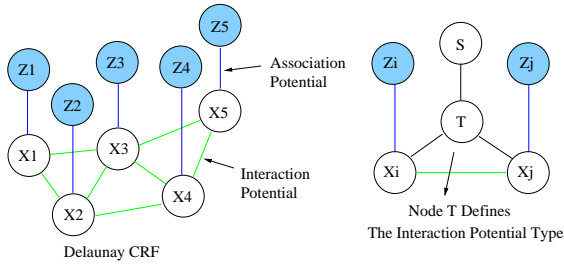 Z1
Z2
Z3
Z4
Z5
Association
Potential
X1
X2
X3
X4
X5
Interaction
Potential
Delaunay CRF
S
Zi
Zj
T
Xi
Xj
Node T Defines
The Interaction Potential Type